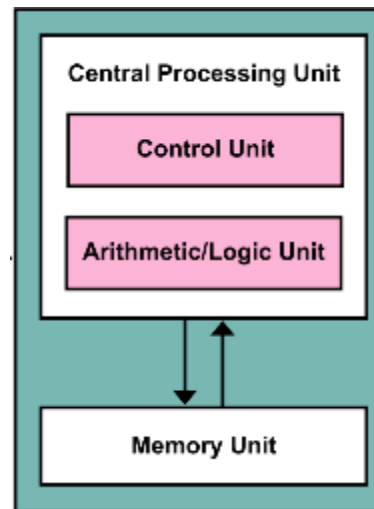 Central Processing Unit
Control Unit
Arithmetic/Logic Unit
Memory Unit